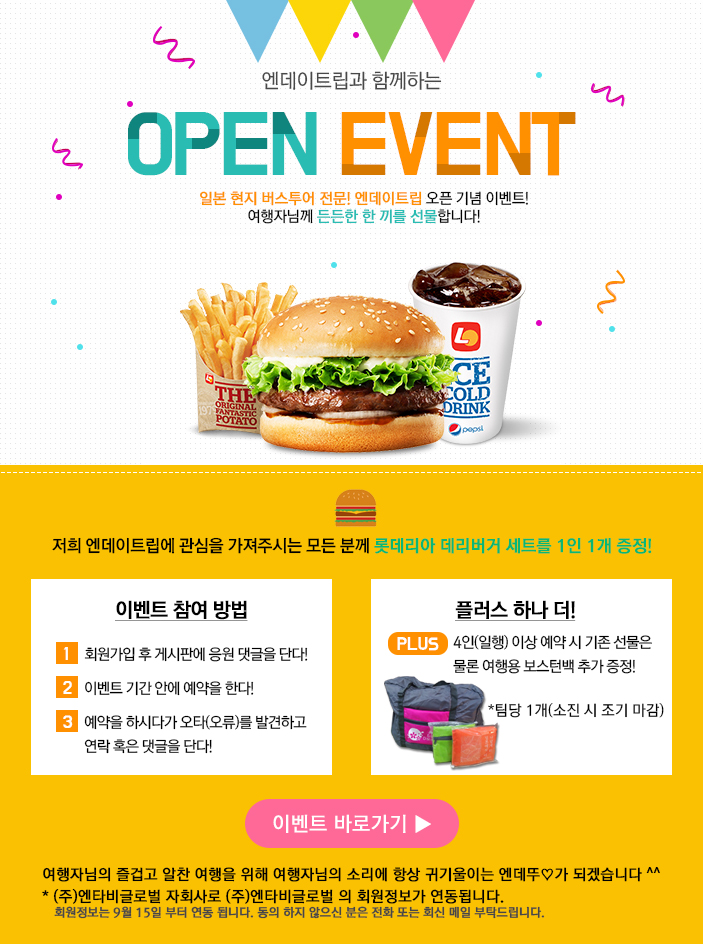 엔데이트립과 함께하는
OPEN EVENT
일본 현지 버스투어 전문! 엔데이트립 오픈 기념 이벤트!
여행자님께 든든한 한 끼를 선물합니다!
L
THE
ORIGINAL
FANTASTIC
POTATO
ICE
COLD
DRINK
pepsi
저희 엔데이트립에 관심을 가져주시는 모든 분께 롯데리아 데리버거 세트를 1인 1개 증정!
이벤트 참여 방법
1 회원가입 후 게시판에 응원 댓글을 단다!
2 이벤트 기간 안에 예약을 한다!
3 예약을 하시다가 오타(오류)를 발견하고
연락 혹은 댓글을 단다!
플러스 하나 더!
PLUS 4인(일행) 이상 예약 시 기존 선물은
물론 여행용 보스턴백 추가 증정!
*팀당 1개(소진 시 조기 마감)
이벤트 바로가기 ▶
여행자님의 즐겁고 알찬 여행을 위해 여행자님의 소리에 항상 귀기울이는 엔데뚜♡가 되겠습니다 ^^
* (주)엔타비글로벌 자회사로 (주)엔타비글로벌 의 회원정보가 연동됩니다.
회원정보는 9월 15일 부터 연동 됩니다. 동의 하지 않으신 분은 전화 또는 회신 메일 부탁드립니다.